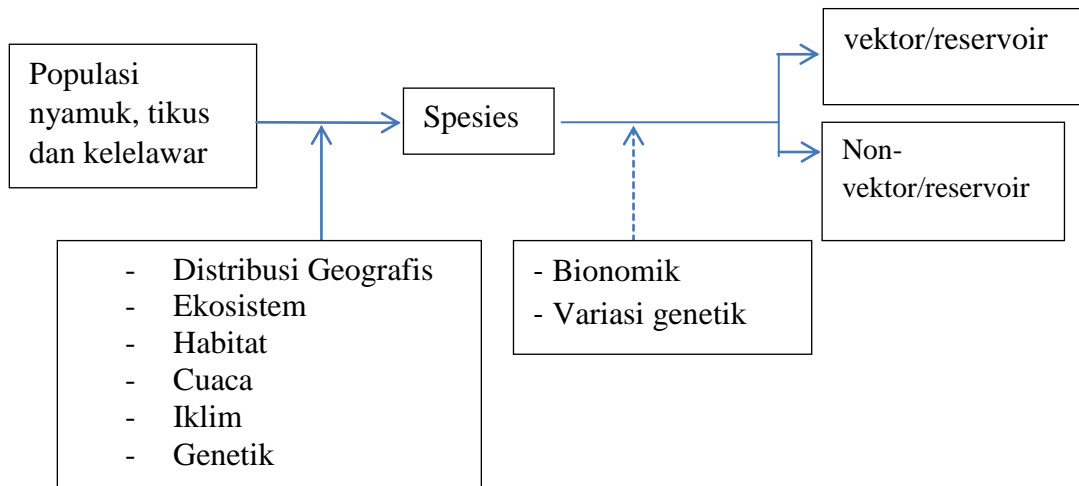 Populasi
nyamuk, tikus
dan kelelawar
Spesies
vektor/reservoir
Non-
vektor/reservoir
- Distribusi Geografis
- Ekosistem
- Habitat
- Cuaca
- Iklim
- Genetik
- Bionomik
- Variasi genetik